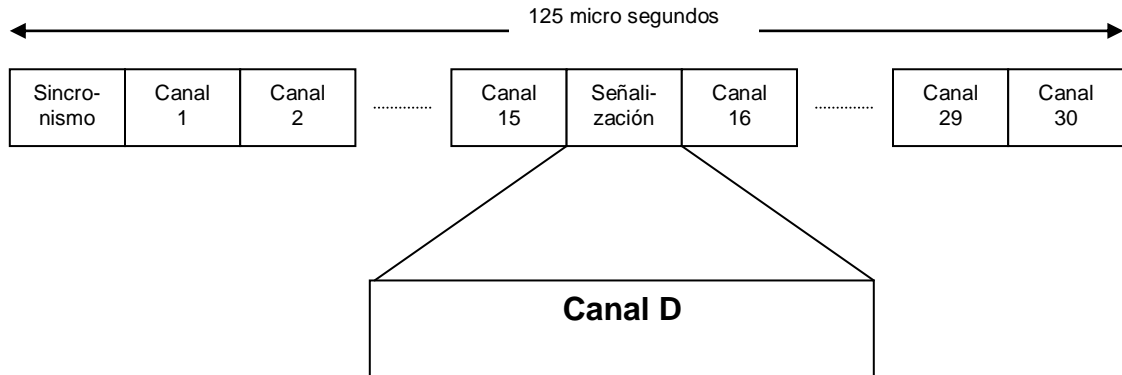 125 micro segundos
Sincro-
nismo
Canal
1
Canal
2
..............
Canal
15
Señali-
zación
Canal
16
..............
Canal
29
Canal
30
Canal D